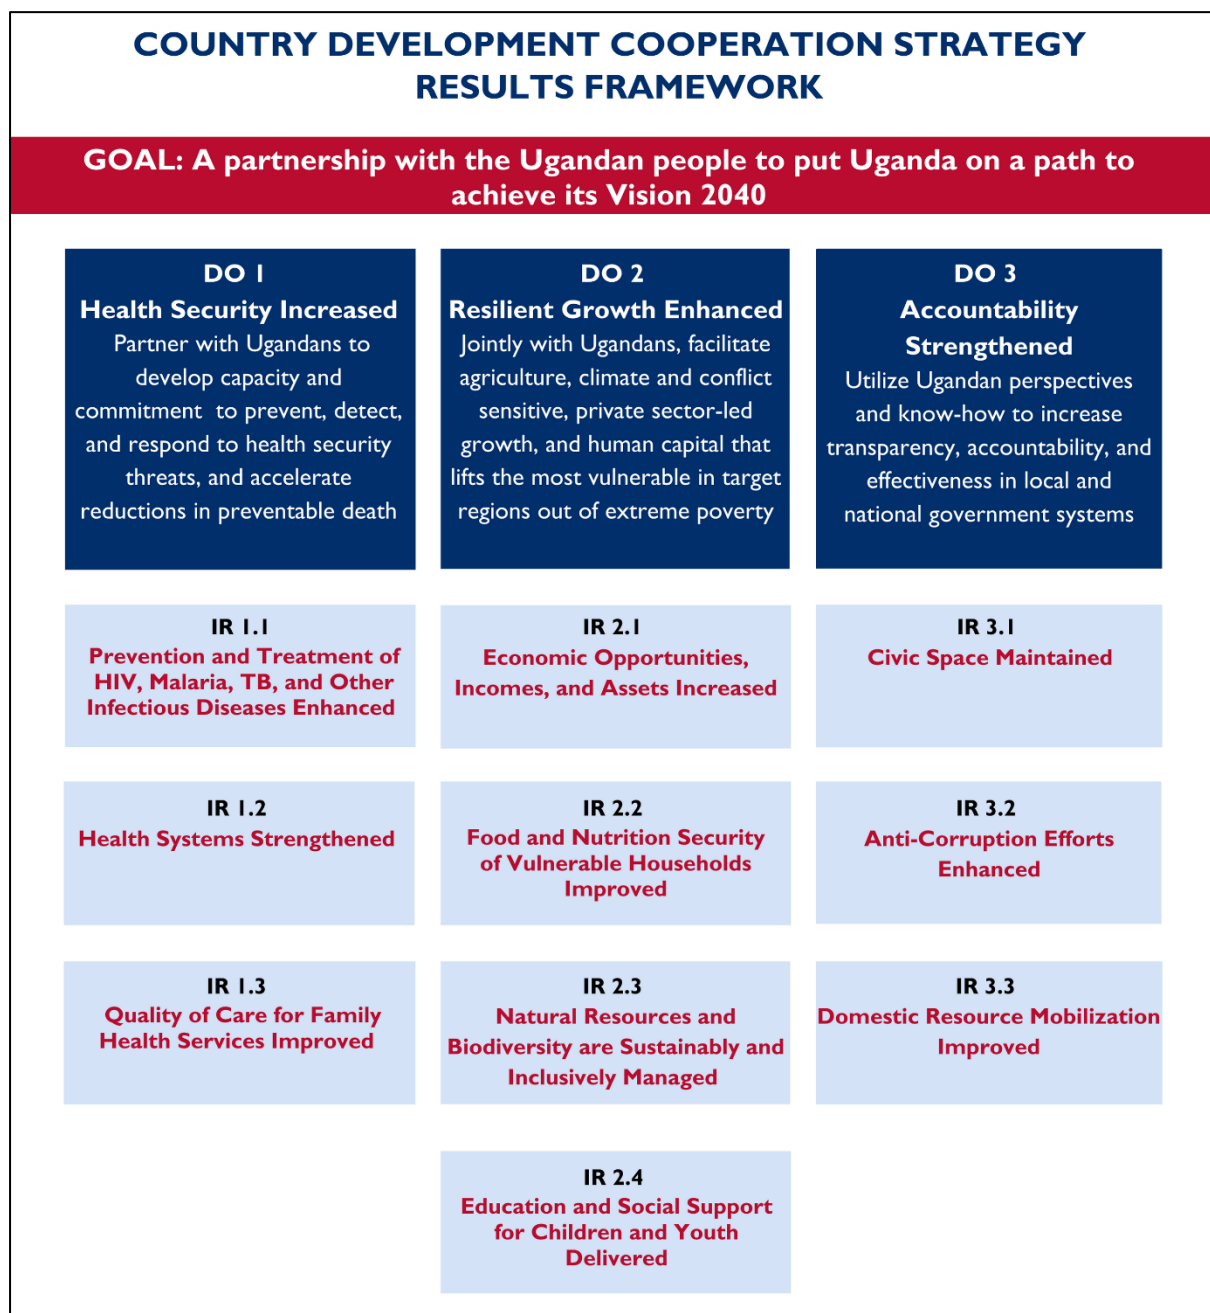 COUNTRY DEVELOPMENT COOPERATION STRATEGY
RESULTS FRAMEWORK
GOAL: A partnership with the Ugandan people to put Uganda on a path to
achieve its Vision 2040
DO 1
Health Security Increased
Partner with Ugandans to
develop capacity and
commitment to prevent, detect,
and respond to health security
threats, and accelerate
reductions in preventable death
DO 2
Resilient Growth Enhanced
Jointly with Ugandans, facilitate
agriculture, climate and conflict
sensitive, private sector-led
growth, and human capital that
lifts the most vulnerable in target
regions out of extreme poverty
DO 3
Accountability
Strengthened
Utilize Ugandan perspectives
and know-how to increase
transparency, accountability, and
effectiveness in local and
national government systems
IR 1.1
Prevention and Treatment of
HIV, Malaria, TB, and Other
Infectious Diseases Enhanced
IR 2.1
Economic Opportunities,
Incomes, and Assets Increased
IR 3.1
Civic Space Maintained
IR 1.2
Health Systems Strengthened
IR 2.2
Food and Nutrition Security
of Vulnerable Households
Improved
IR 3.2
Anti-Corruption Efforts
Enhanced
IR 1.3
Quality of Care for Family
Health Services Improved
IR 2.3
Natural Resources and
Biodiversity are Sustainably and
Inclusively Managed
IR 3.3
Domestic Resource Mobilization
Improved
IR 2.4
Education and Social Support
for Children and Youth
Delivered